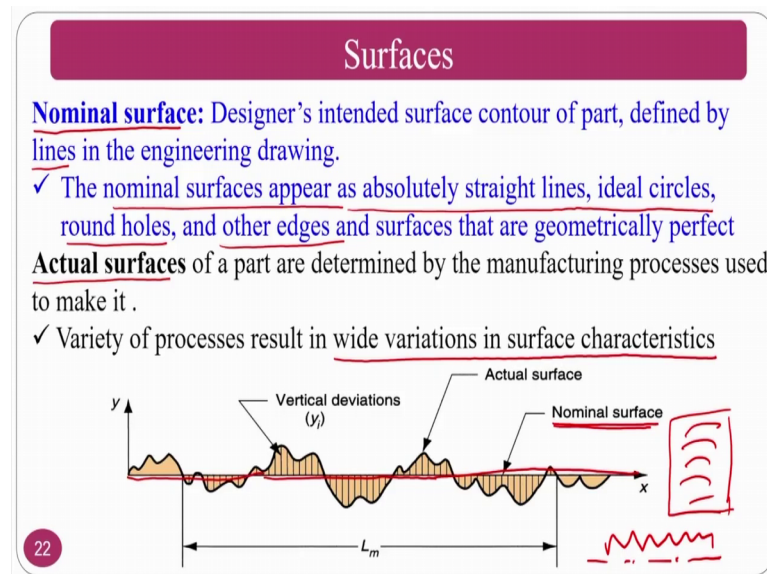 Surfaces
Nominal surface: Designer's intended surface contour of part, defined by
lines in the engineering drawing.
✓ The nominal surfaces appear as absolutely straight lines, ideal circles,
round holes, and other edges and surfaces that are geometrically perfect
Actual surfaces of a part are determined by the manufacturing processes used
to make it .
✓ Variety of processes result in wide variations in surface characteristics
Actual surface
y
Vertical deviations
(yi)
Nominal surface
x
Lm
22